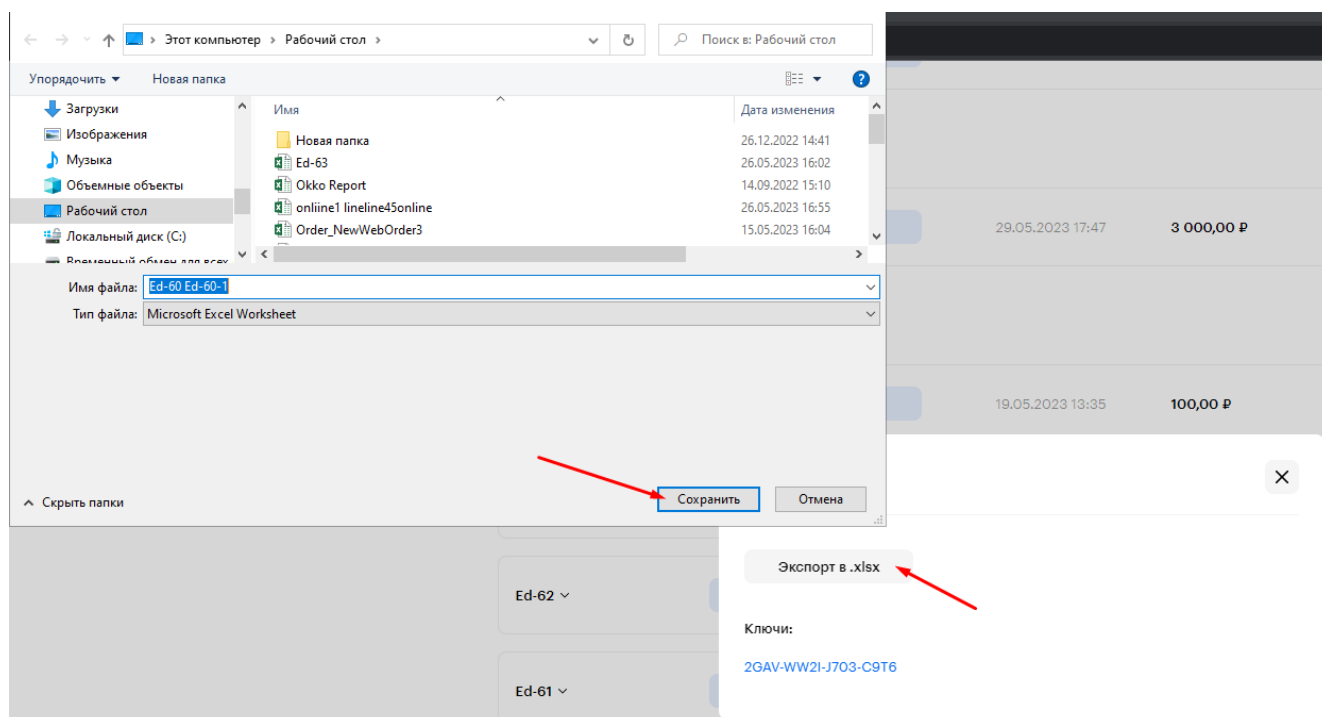 Этот компьютер › Рабочий стол ›
Поиск в: Рабочий стол
Упорядочить
Новая папка
Загрузки
Изображения
Музыка
Объемные объекты
Рабочий стол
Локальный диск (C:)
Временный обмен для всех
Имя
Дата изменения
Новая папка 26.12.2022 14:41
Ed-63 26.05.2023 16:02
Okko Report 14.09.2022 15:10
onliine1 lineline45online 26.05.2023 16:55
Order_NewWebOrder3 15.05.2023 16:04
Имя файла: Ed-60 Ed-60-1
Тип файла: Microsoft Excel Worksheet
Скрыть папки
Сохранить
Отмена
29.05.2023 17:47 3 000,00 ₽
19.05.2023 13:35 100,00 ₽
Экспорт в .xlsx
Ключи:
2GAV-WW2I-J7O3-C9T6
Ed-62
Ed-61